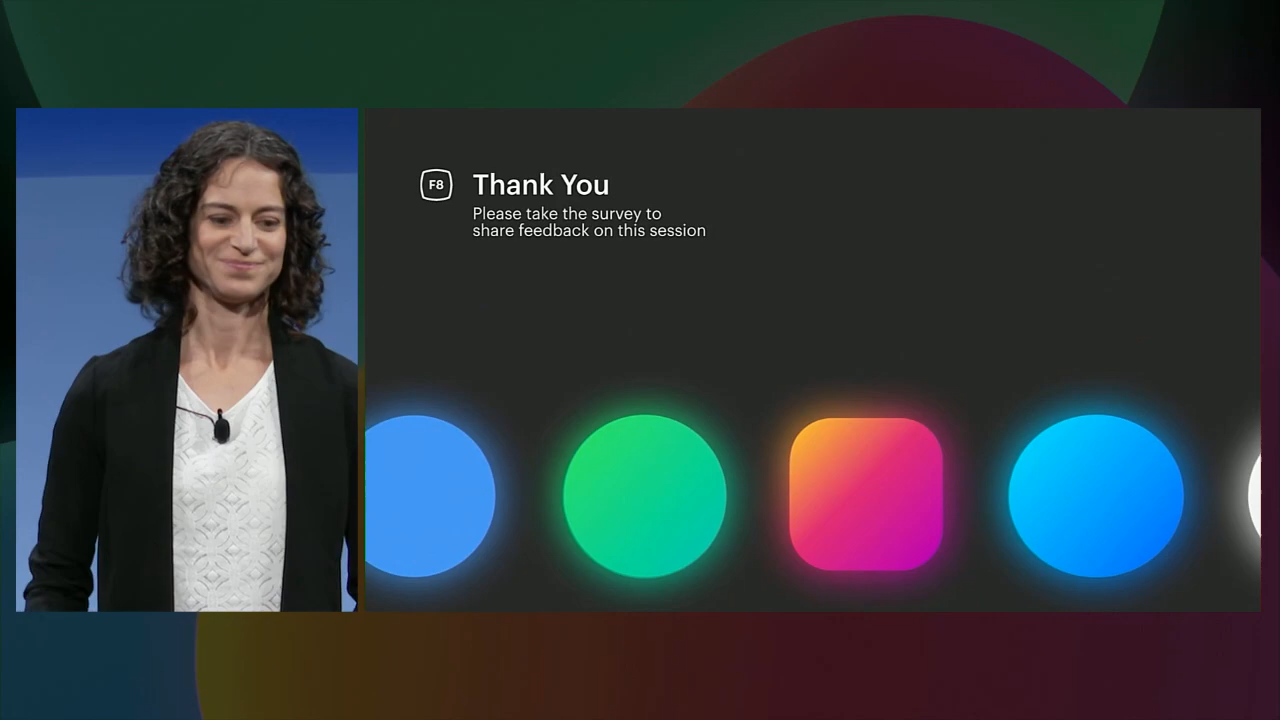 F8
Thank You
Please take the survey to
share feedback on this session